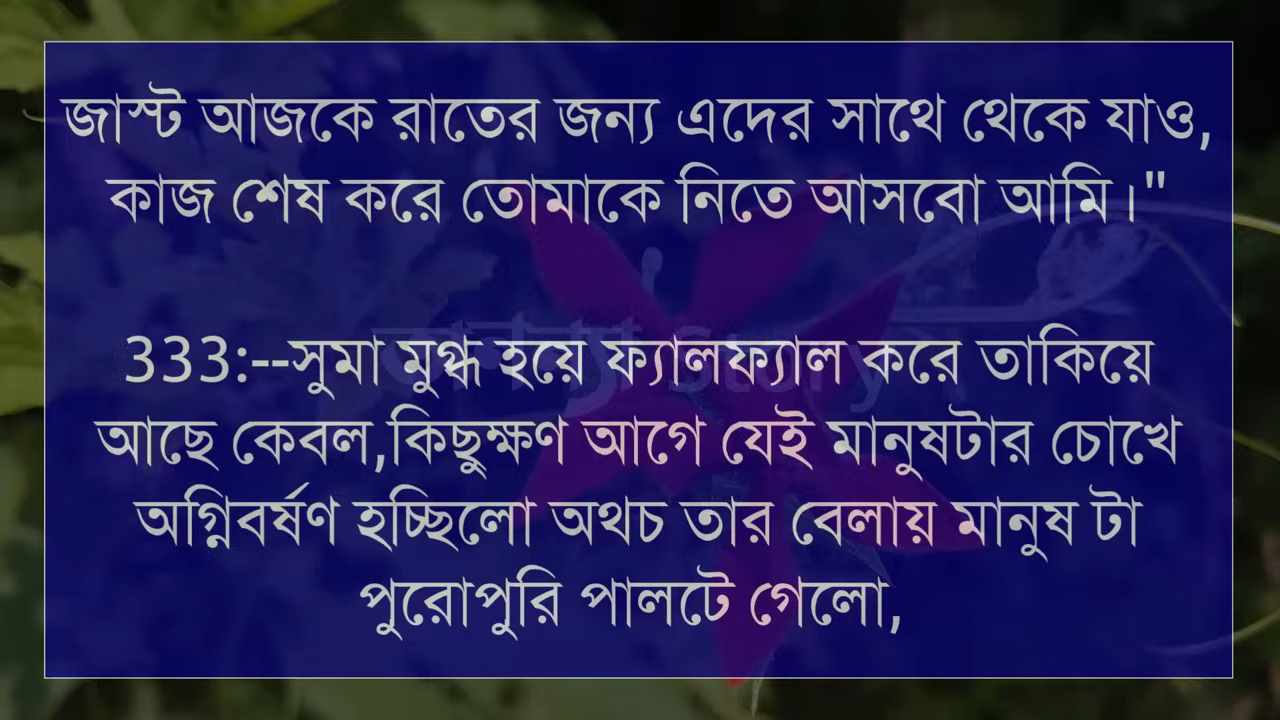 জাস্ট আজকে রাতের জন্য এদের সাথে থেকে যাও,
কাজ শেষ করে তোমাকে নিতে আসবো আমি।"
333:--সুমা মুগ্ধ হয়ে ফ্যালফ্যাল করে তাকিয়ে
আছে কেবল,কিছুক্ষণ আগে যেই মানুষটার চোখে
অগ্নিবর্ষণ হচ্ছিলো অথচ তার বেলায় মানুষ টা
পুরোপুরি পালটে গেলো,